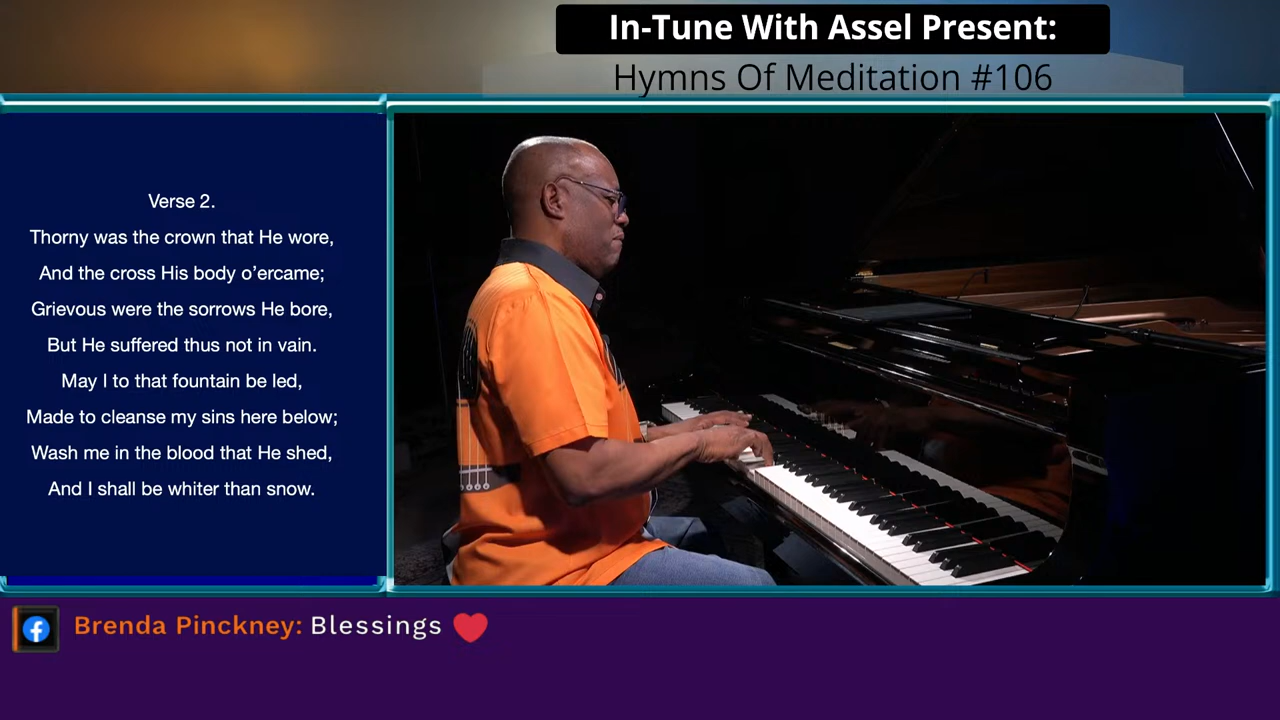 In-Tune With Assel Present:
Hymns Of Meditation #106
Verse 2.
Thorny was the crown that He wore,
And the cross His body o’ercame;
Grievous were the sorrows He bore,
But He suffered thus not in vain.
May I to that fountain be led,
Made to cleanse my sins here below;
Wash me in the blood that He shed,
And I shall be whiter than snow.
Brenda Pinckney: Blessings ❤️